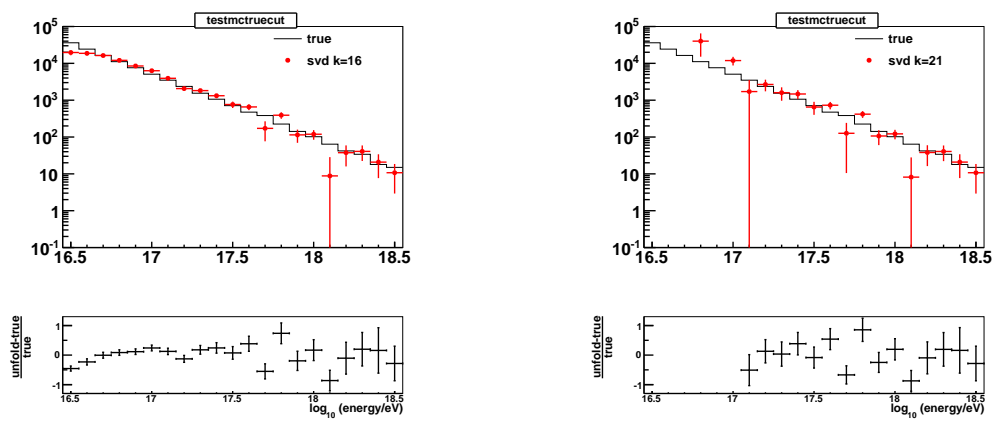 testmctruecut
10^5
10^4
10^3
10^2
10
1
10^-1
true
svd k=16
16.5 17 17.5 18 18.5
unfold-true
true
1
0
-1
16.5 17 17.5 18 18.5
log10 (energy/eV)
testmctruecut
10^5
10^4
10^3
10^2
10
1
10^-1
true
svd k=21
16.5 17 17.5 18 18.5
unfold-true
true
1
0
-1
16.5 17 17.5 18 18.5
log10 (energy/eV)